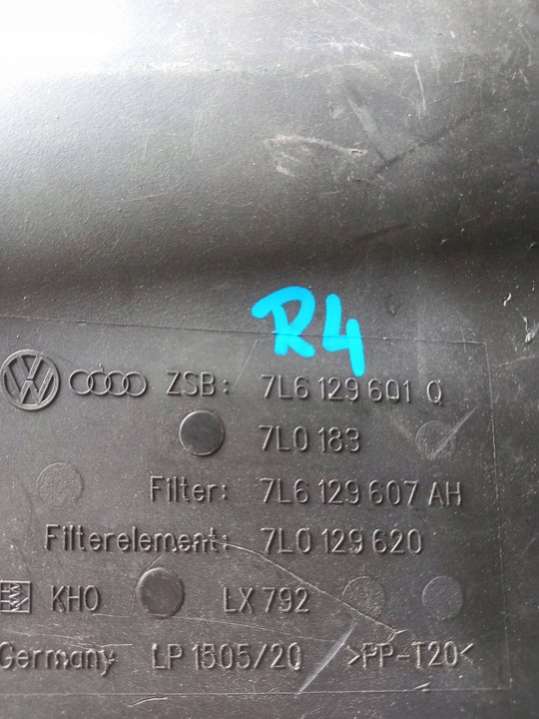 R4
VW ZSB: 7L6 129 601 Q
7L0 183
Filter: 7L6 129 607 AH
Filterelement: 7L0 129 620
KHO LX 792
Germany LP 1505/20 >PP-T20<